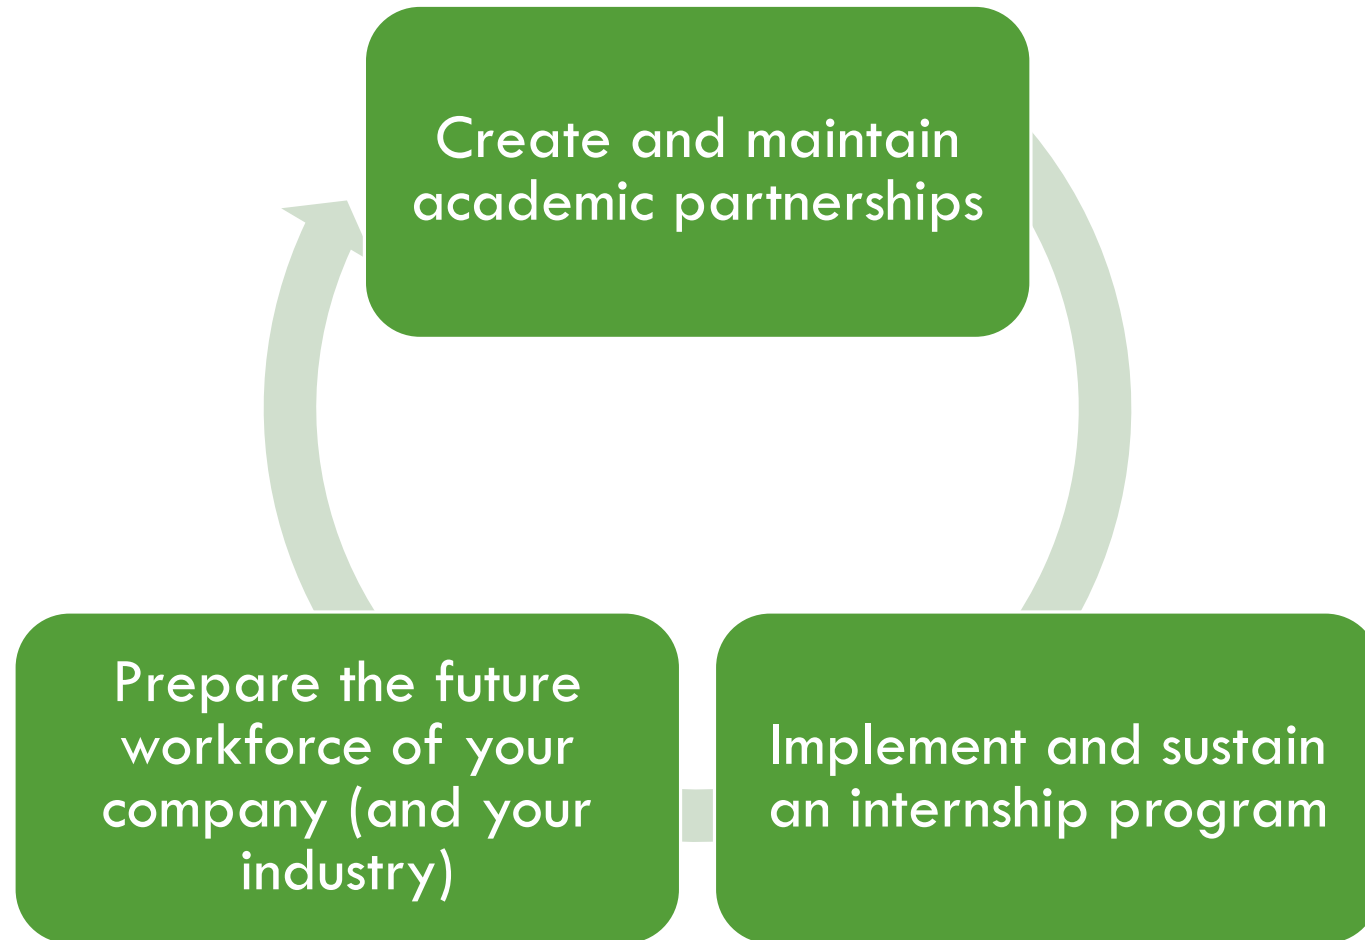 Create and maintain
academic partnerships
Implement and sustain
an internship program
Prepare the future
workforce of your
company (and your
industry)